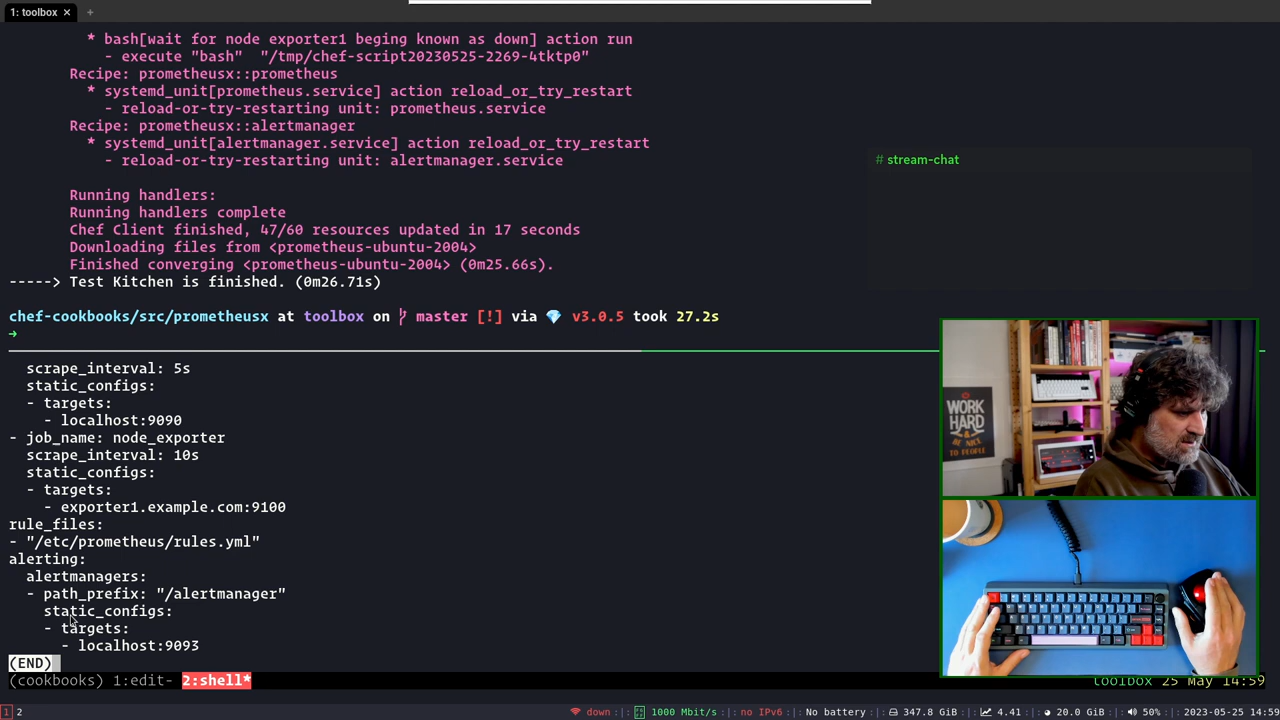 1: toolbox ✕ +
* bash[wait for node exporter1 beging known as down] action run
- execute "bash"  "/tmp/chef-script20230525-2269-4tktp0"
Recipe: prometheusx::prometheus
* systemd_unit[prometheus.service] action reload_or_try_restart
- reload-or-try-restarting unit: prometheus.service
Recipe: prometheusx::alertmanager
* systemd_unit[alertmanager.service] action reload_or_try_restart
- reload-or-try-restarting unit: alertmanager.service
# stream-chat
Running handlers:
Running handlers complete
Chef Client finished, 47/60 resources updated in 17 seconds
Downloading files from <prometheus-ubuntu-2004>
Finished converging <prometheus-ubuntu-2004> (0m25.66s).
-----> Test Kitchen is finished. (0m26.71s)
chef-cookbooks/src/prometheusx at toolbox on master [!] via 💎 v3.0.5 took 27.2s
→
scrape_interval: 5s
static_configs:
- targets:
- localhost:9090
- job_name: node_exporter
scrape_interval: 10s
static_configs:
- targets:
- exporter1.example.com:9100
rule_files:
- "/etc/prometheus/rules.yml"
alerting:
alertmanagers:
- path_prefix: "/alertmanager"
static_configs:
- targets:
- localhost:9093
(END)
WORK
HARD
& BE NICE
TO PEOPLE
(cookbooks) 1:edit- 2:shell*
toolbox 25 May 14:59
1 2
down :|: 1000 Mbit/s :|: no IPv6 :|: No battery :|: 347.8 GiB :|: 4.41 :|: 20.0 GiB :|: 50% :|: 2023-05-25 14:59